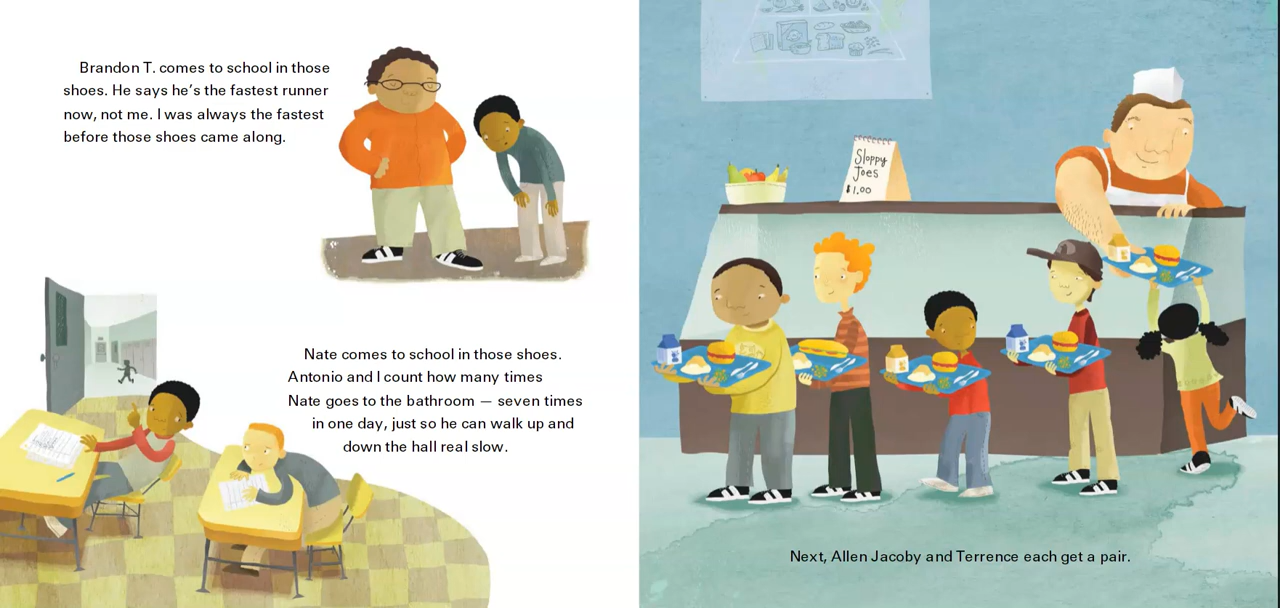 Brandon T. comes to school in those
shoes. He says he's the fastest runner
now, not me. I was always the fastest
before those shoes came along.
Nate comes to school in those shoes.
Antonio and I count how many times
Nate goes to the bathroom — seven times
in one day, just so he can walk up and
down the hall real slow.
Sloppy
Joes
$1.00
Next, Allen Jacoby and Terrence each get a pair.